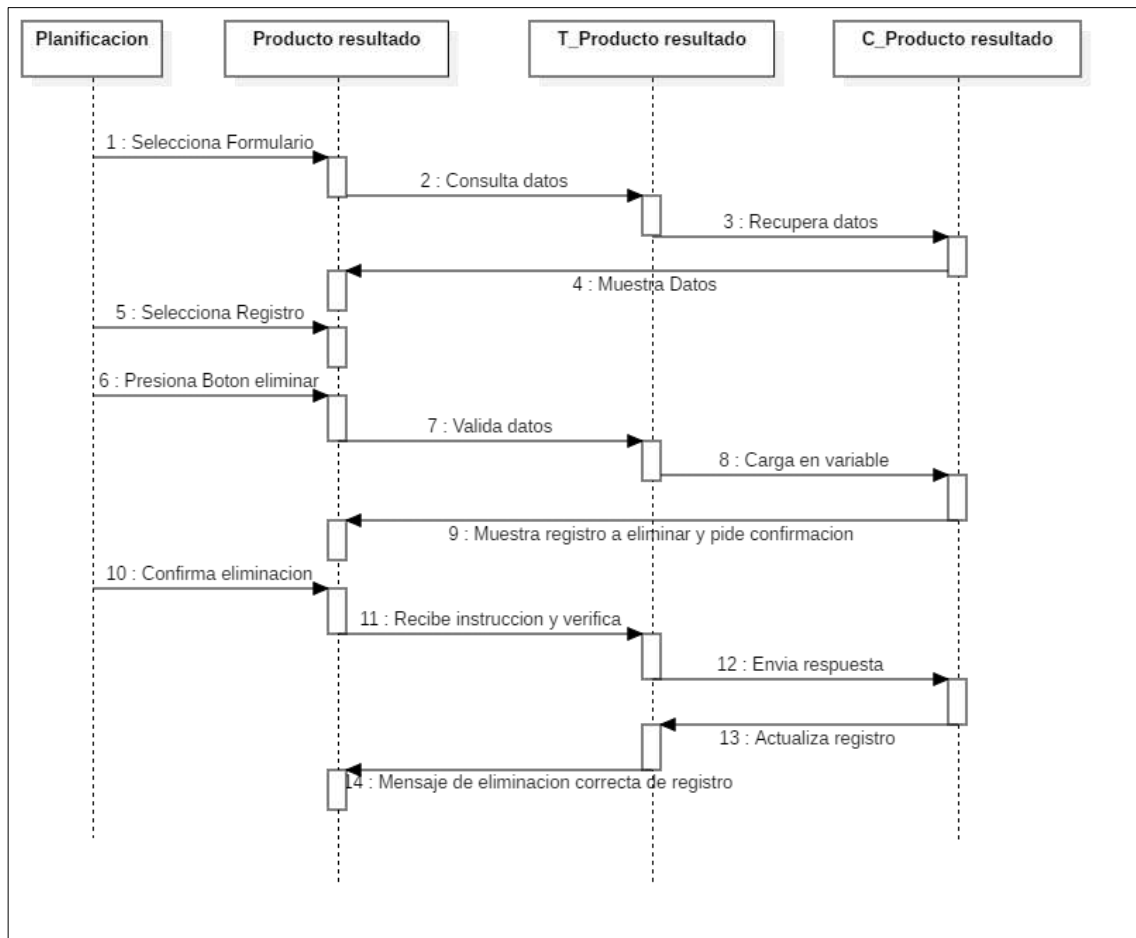 Planificacion
Producto resultado
T_Producto resultado
C_Producto resultado
1 : Selecciona Formulario
2 : Consulta datos
3 : Recupera datos
4 : Muestra Datos
5 : Selecciona Registro
6 : Presiona Boton eliminar
7 : Valida datos
8 : Carga en variable
9 : Muestra registro a eliminar y pide confirmacion
10 : Confirma eliminacion
11 : Recibe instruccion y verifica
12 : Envia respuesta
13 : Actualiza registro
14 : Mensaje de eliminacion correcta de registro